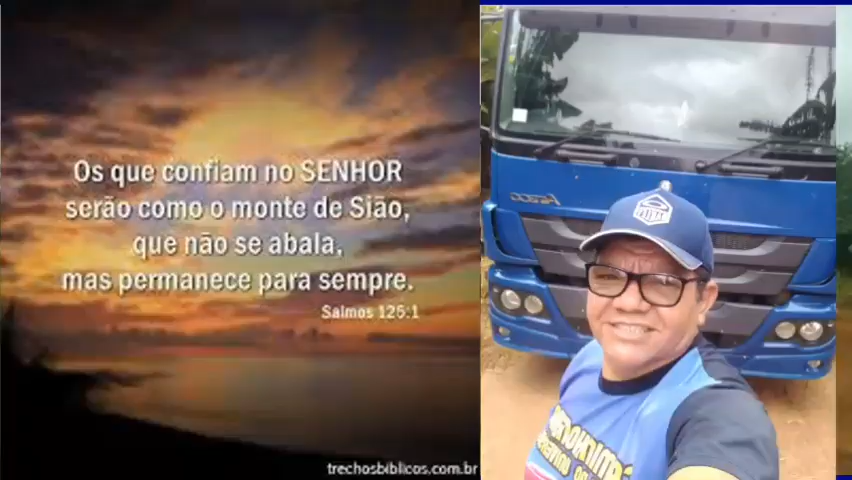 Os que confiam no SENHOR
serão como o monte de Sião,
que não se abala,
mas permanece para sempre.
Salmos 125:1
trechosbiblicos.com.br